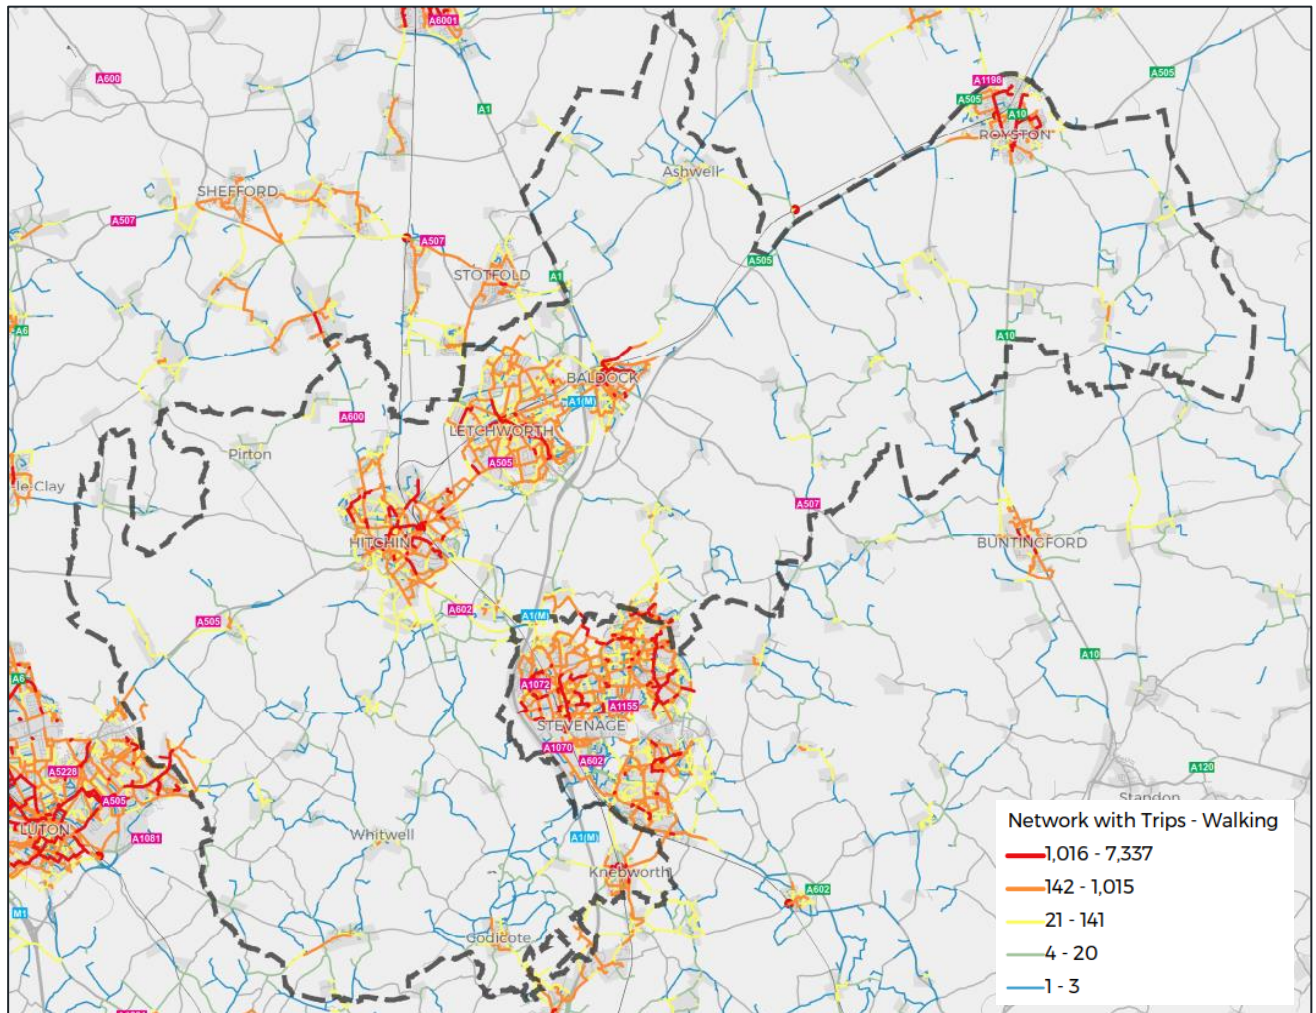 A6001
A600
A1198
A505
A1
A505
A10
ROYSTON
Ashwell
SHEFFORD
A507
A507
STOTFOLD
A1
A505
A6
A10
BALDOCK
A1(M)
A600
LETCHWORTH
A505
Pirton
-le-Clay
A507
HITCHIN
BUNTINGFORD
A602
A1(M)
A505
A10
A6
A1072
A1155
STEVENAGE
A1070
A602
A5228
A120
A505
Standon
LUTON
A1081
Whitwell
A1(M)
Knebworth
A602
M1
Codicote
Network with Trips - Walking
1,016 - 7,337
142 - 1,015
21 - 141
4 - 20
1 - 3